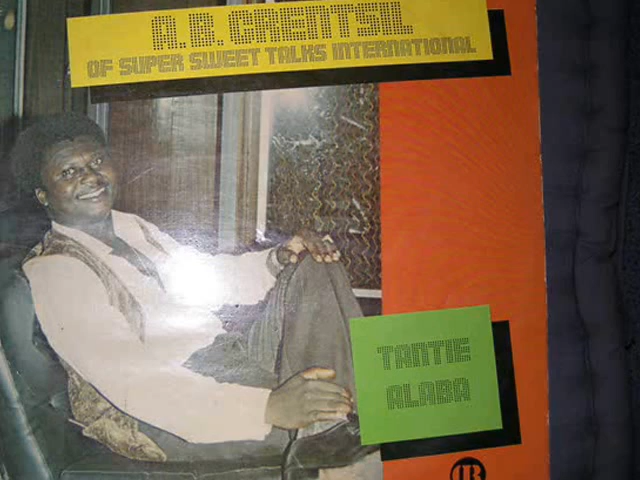 A.B. CRENTSIL
OF SUPER SWEET TALKS INTERNATIONAL
TANTIE
ALABA